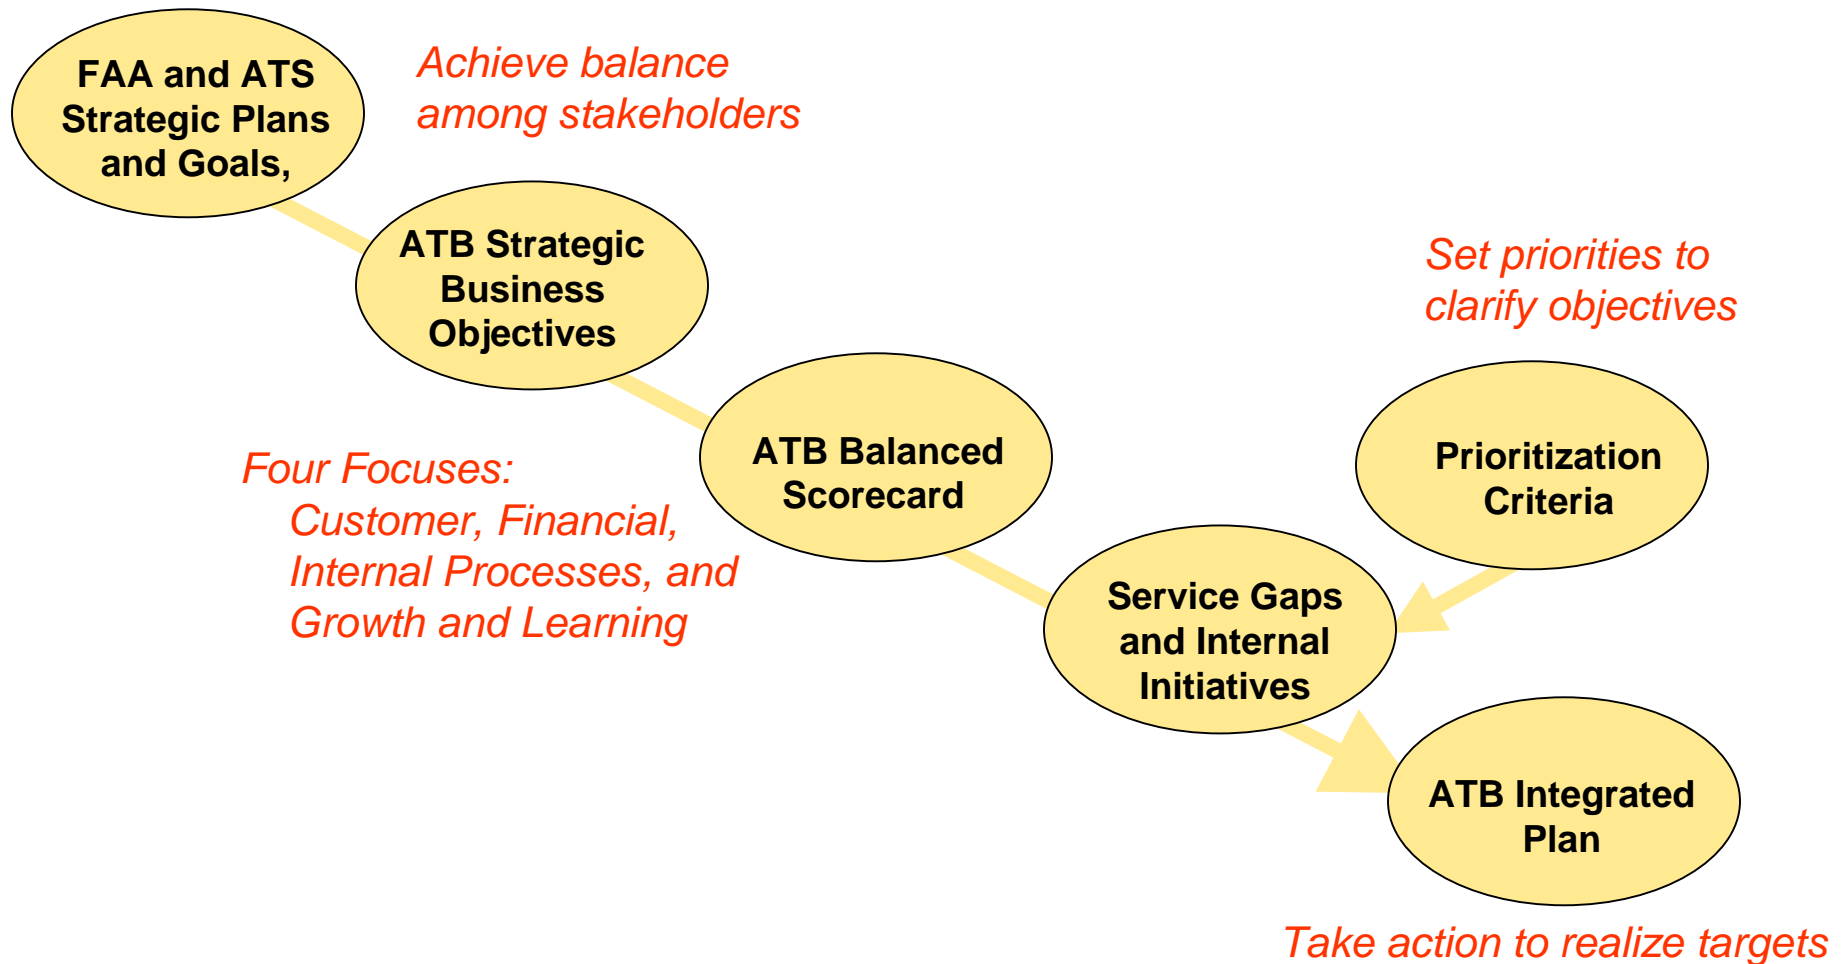 FAA and ATS
Strategic Plans
and Goals,
Achieve balance
among stakeholders
ATB Strategic
Business
Objectives
Set priorities to
clarify objectives
Four Focuses:
Customer, Financial,
Internal Processes, and
Growth and Learning
ATB Balanced
Scorecard
Prioritization
Criteria
Service Gaps
and Internal
Initiatives
ATB Integrated
Plan
Take action to realize targets